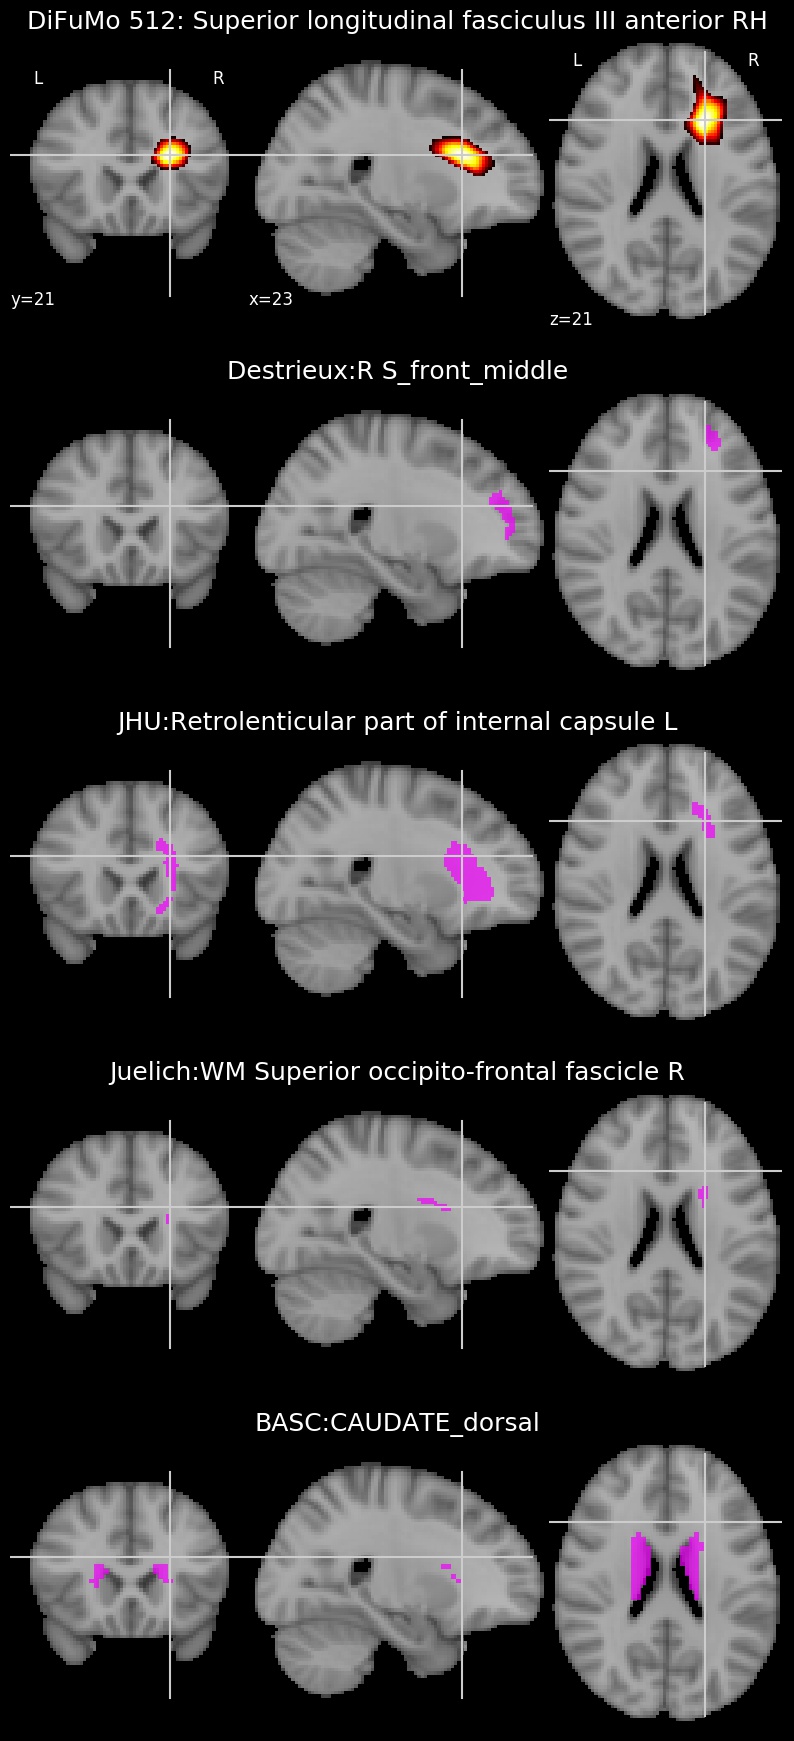 DiFuMo 512: Superior longitudinal fasciculus III anterior RH
L R L R
y=21 x=23 z=21
Destrieux:R S_front_middle
JHU:Retrolenticular part of internal capsule L
Juelich:WM Superior occipito-frontal fascicle R
BASC:CAUDATE_dorsal